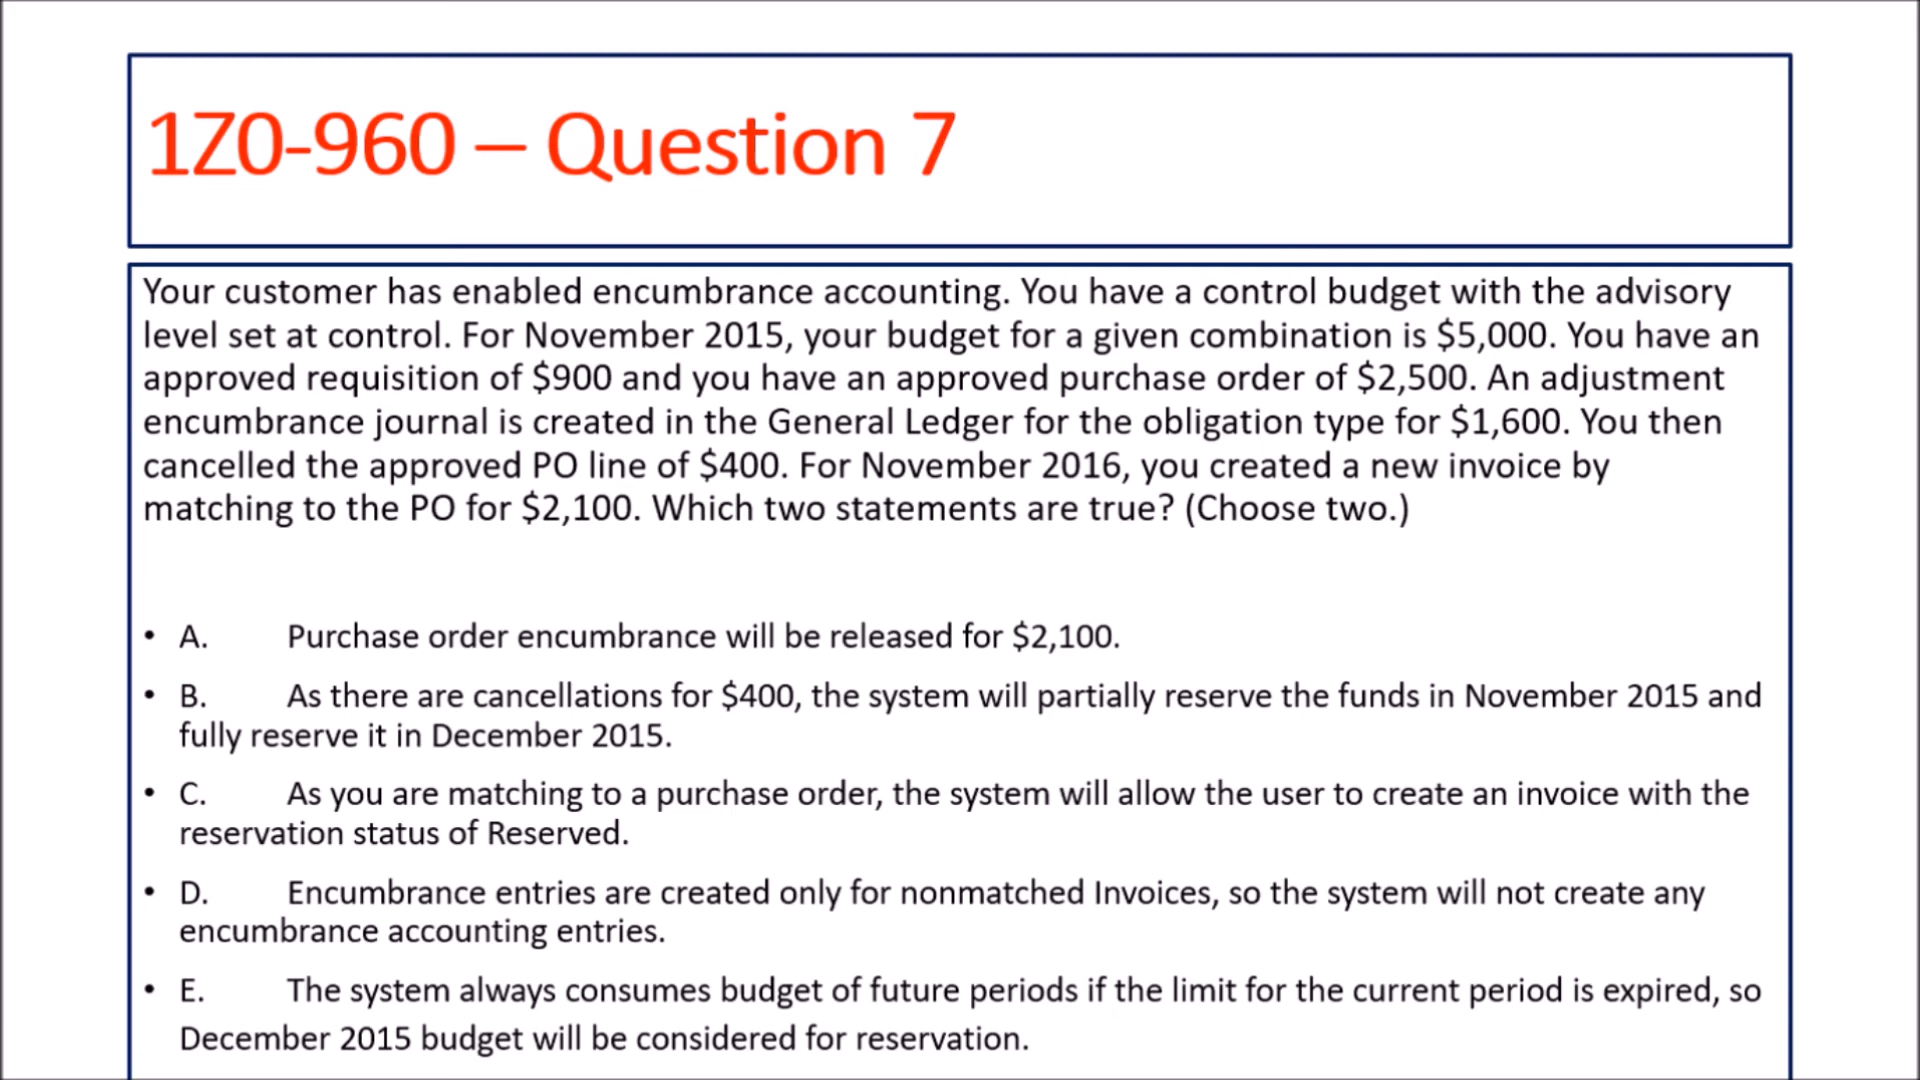 1Z0-960 – Question 7
Your customer has enabled encumbrance accounting. You have a control budget with the advisory
level set at control. For November 2015, your budget for a given combination is $5,000. You have an
approved requisition of $900 and you have an approved purchase order of $2,500. An adjustment
encumbrance journal is created in the General Ledger for the obligation type for $1,600. You then
cancelled the approved PO line of $400. For November 2016, you created a new invoice by
matching to the PO for $2,100. Which two statements are true? (Choose two.)
• A. Purchase order encumbrance will be released for $2,100.
• B. As there are cancellations for $400, the system will partially reserve the funds in November 2015 and
fully reserve it in December 2015.
• C. As you are matching to a purchase order, the system will allow the user to create an invoice with the
reservation status of Reserved.
• D. Encumbrance entries are created only for nonmatched Invoices, so the system will not create any
encumbrance accounting entries.
• E. The system always consumes budget of future periods if the limit for the current period is expired, so
December 2015 budget will be considered for reservation.